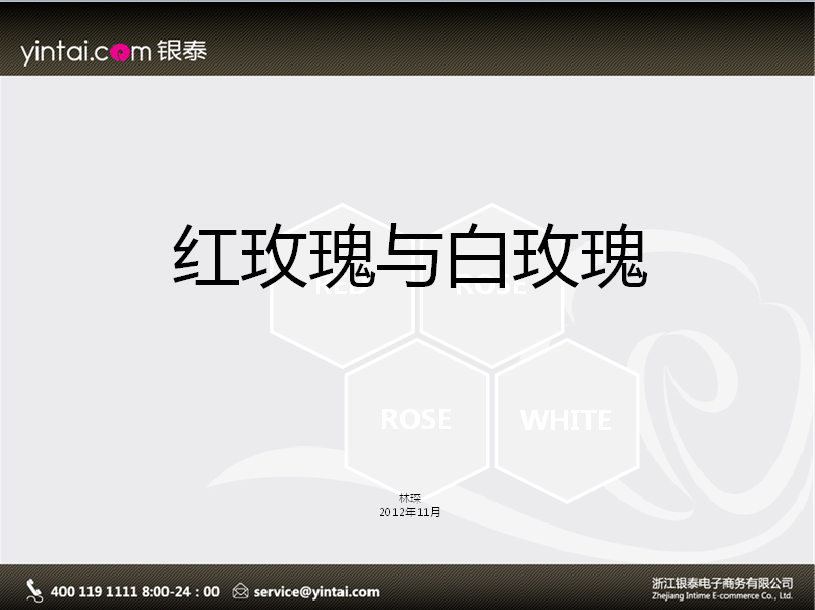 yintai.com 银泰
红玫瑰与白玫瑰
RED ROSE
ROSE WHITE
林琛
2012年11月
400 119 1111 8:00-24：00 service@yintai.com
浙江银泰电子商务有限公司
Zhejiang Intime E-commerce Co., Ltd.